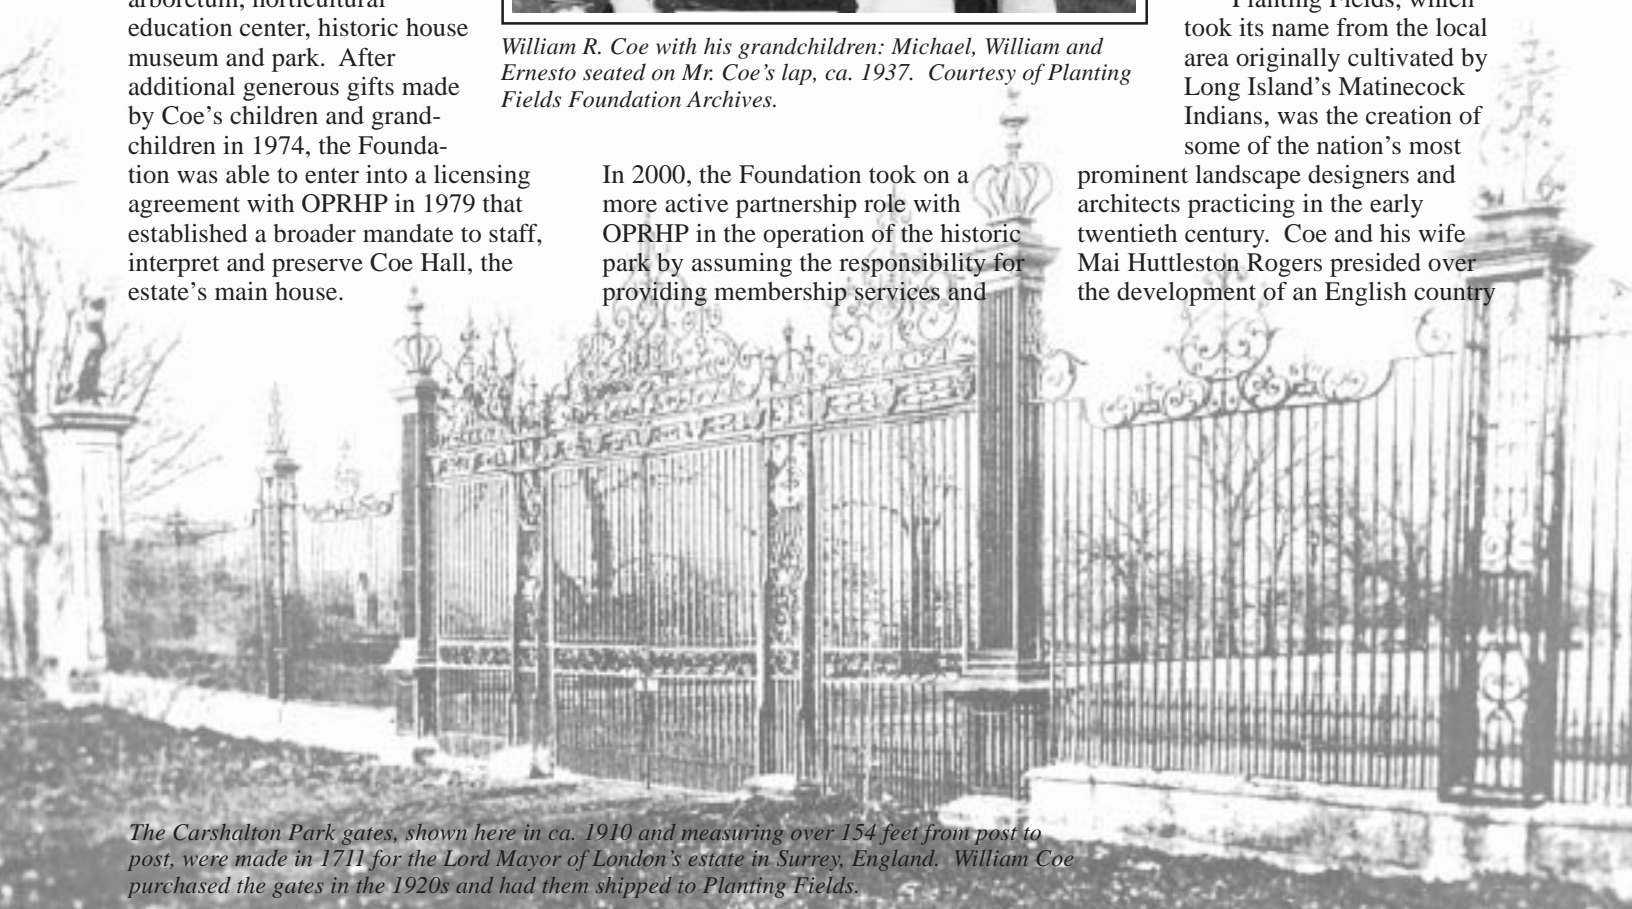 arboretum, horticultural
education center, historic house
museum and park. After
additional generous gifts made
by Coe's children and grand-
children in 1974, the Founda-
tion was able to enter into a licensing
agreement with OPRHP in 1979 that
established a broader mandate to staff,
interpret and preserve Coe Hall, the
estate's main house.
William R. Coe with his grandchildren: Michael, William and
Ernesto seated on Mr. Coe's lap, ca. 1937. Courtesy of Planting
Fields Foundation Archives.
In 2000, the Foundation took on a
more active partnership role with
OPRHP in the operation of the historic
park by assuming the responsibility for
providing membership services and
Planting Fields, which
took its name from the local
area originally cultivated by
Long Island's Matinecock
Indians, was the creation of
some of the nation's most
prominent landscape designers and
architects practicing in the early
twentieth century. Coe and his wife
Mai Huttleston Rogers presided over
the development of an English country
The Carshalton Park gates, shown here in ca. 1910 and measuring over 154 feet from post to
post, were made in 1711 for the Lord Mayor of London's estate in Surrey, England. William Coe
purchased the gates in the 1920s and had them shipped to Planting Fields.